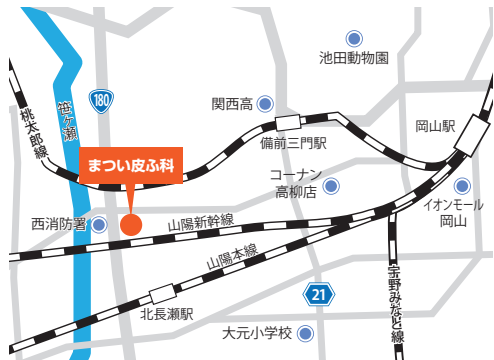 池田動物園
関西高
180
笹ヶ瀬
桃太郎線
備前三門駅
岡山駅
まつい皮ふ科
コーナン
高柳店
イオンモール
岡山
西消防署
山陽新幹線
山陽本線
宇野みなと線
21
北長瀬駅
大元小学校